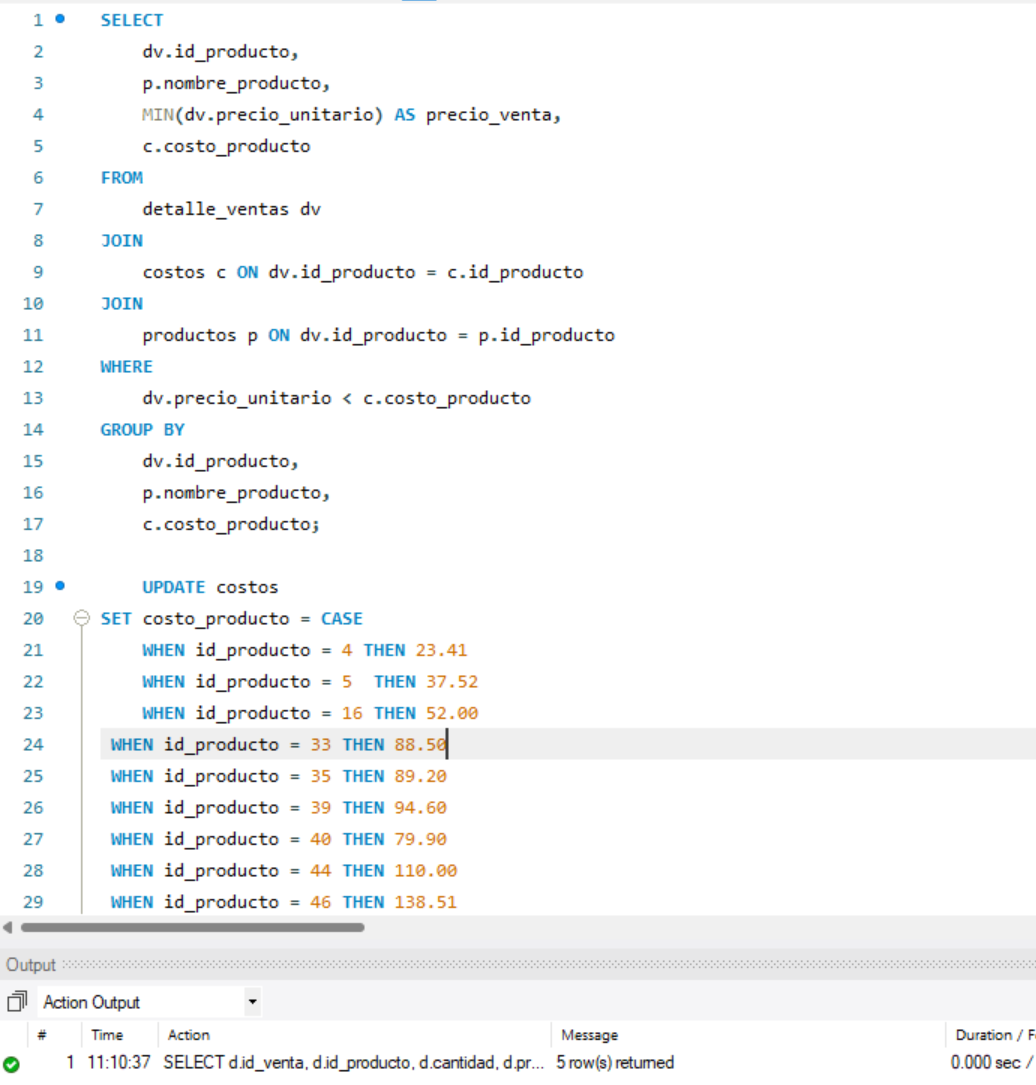 1 SELECT
2 dv.id_producto,
3 p.nombre_producto,
4 MIN(dv.precio_unitario) AS precio_venta,
5 c.costo_producto
6 FROM
7 detalle_ventas dv
8 JOIN
9 costos c ON dv.id_producto = c.id_producto
10 JOIN
11 productos p ON dv.id_producto = p.id_producto
12 WHERE
13 dv.precio_unitario < c.costo_producto
14 GROUP BY
15 dv.id_producto,
16 p.nombre_producto,
17 c.costo_producto;
18
19 UPDATE costos
20 SET costo_producto = CASE
21 WHEN id_producto = 4 THEN 23.41
22 WHEN id_producto = 5 THEN 37.52
23 WHEN id_producto = 16 THEN 52.00
24 WHEN id_producto = 33 THEN 88.50
25 WHEN id_producto = 35 THEN 89.20
26 WHEN id_producto = 39 THEN 94.60
27 WHEN id_producto = 40 THEN 79.90
28 WHEN id_producto = 44 THEN 110.00
29 WHEN id_producto = 46 THEN 138.51
Output
Action Output
# Time Action Message Duration / F
1 11:10:37 SELECT d.id_venta, d.id_producto, d.cantidad, d.pr... 5 row(s) returned 0.000 sec /